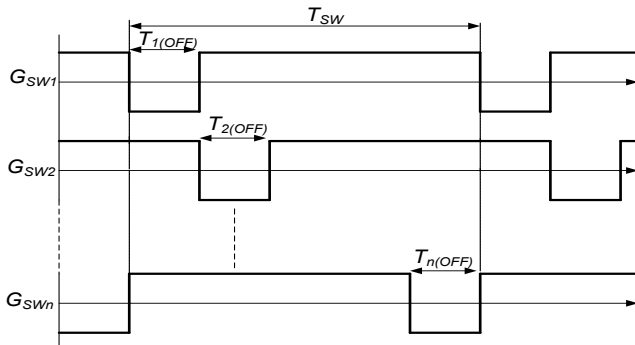 T_SW
T_1(OFF)
G_SW1
T_2(OFF)
G_SW2
T_n(OFF)
G_SWn